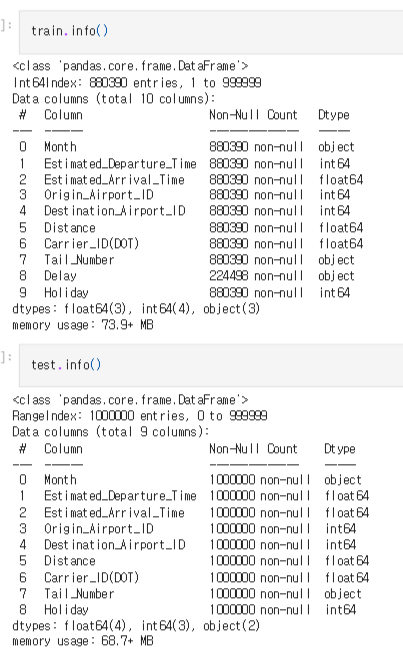 ]:
train.info()
<class 'pandas.core.frame.DataFrame'>
Int64Index: 880390 entries, 1 to 999999
Data columns (total 10 columns):
 #   Column                    Non-Null Count   Dtype
---  ------                    --------------   -----
 0   Month                     880390 non-null  object
 1   Estimated_Departure_Time  880390 non-null  int64
 2   Estimated_Arrival_Time    880390 non-null  float64
 3   Origin_Airport_ID         880390 non-null  int64
 4   Destination_Airport_ID    880390 non-null  int64
 5   Distance                  880390 non-null  float64
 6   Carrier_ID(DOT)           880390 non-null  float64
 7   Tail_Number               880390 non-null  object
 8   Delay                     224498 non-null  object
 9   Holiday                   880390 non-null  int64
dtypes: float64(3), int64(4), object(3)
memory usage: 73.9+ MB
]:
test.info()
<class 'pandas.core.frame.DataFrame'>
RangeIndex: 1000000 entries, 0 to 999999
Data columns (total 9 columns):
 #   Column                    Non-Null Count    Dtype
---  ------                    --------------    -----
 0   Month                     1000000 non-null  object
 1   Estimated_Departure_Time  1000000 non-null  float64
 2   Estimated_Arrival_Time    1000000 non-null  float64
 3   Origin_Airport_ID         1000000 non-null  int64
 4   Destination_Airport_ID    1000000 non-null  int64
 5   Distance                  1000000 non-null  float64
 6   Carrier_ID(DOT)           1000000 non-null  float64
 7   Tail_Number               1000000 non-null  object
 8   Holiday                   1000000 non-null  int64
dtypes: float64(4), int64(3), object(2)
memory usage: 68.7+ MB